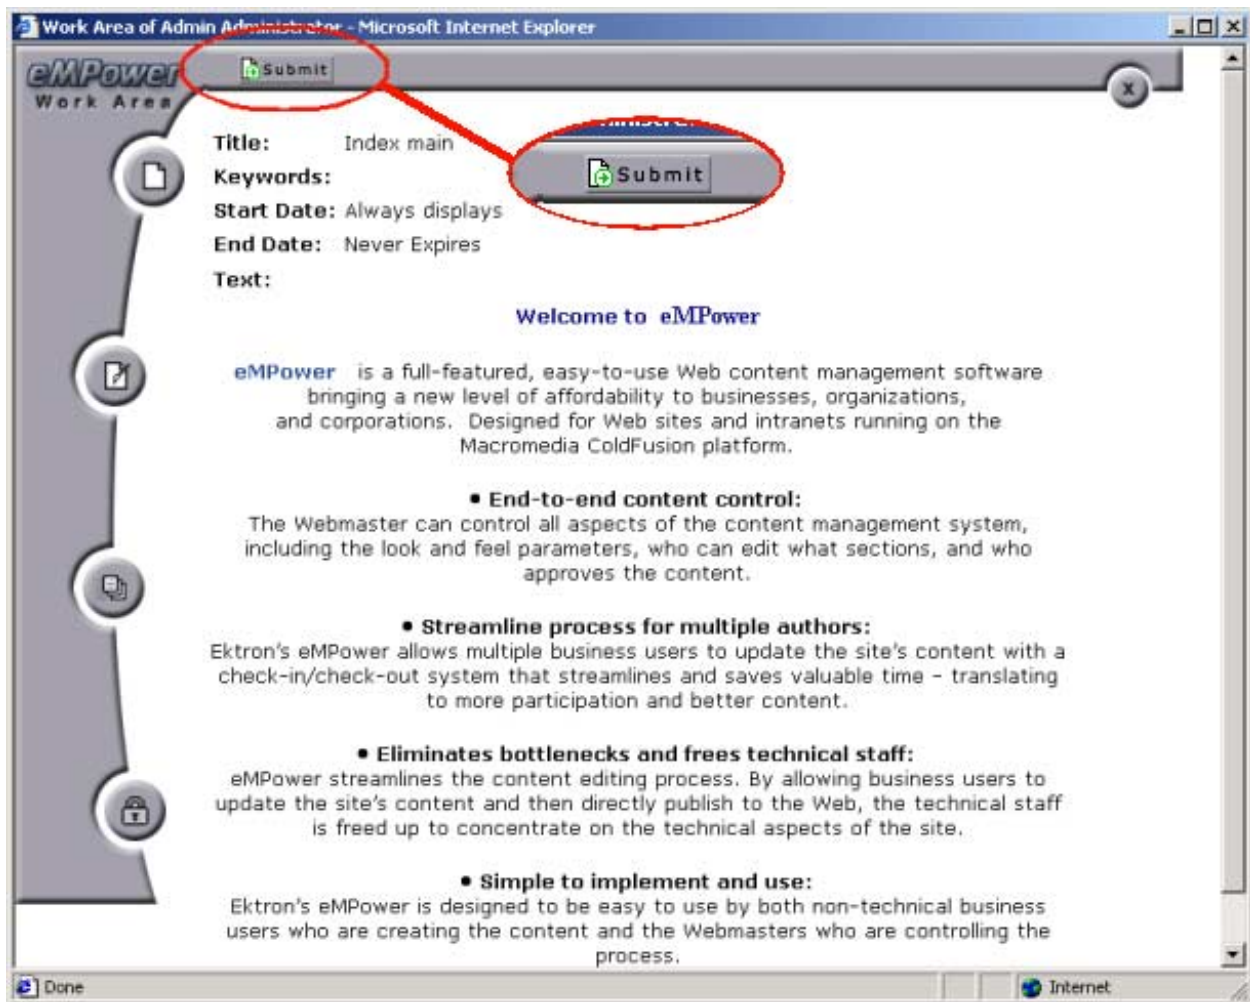 Work Area of Admin Administrator - Microsoft Internet Explorer
eMPower
Work Area
Submit
x
Title: Index main
Keywords:
Submit
Start Date: Always displays
End Date: Never Expires
Text:
Welcome to eMPower
eMPower is a full-featured, easy-to-use Web content management software
bringing a new level of affordability to businesses, organizations,
and corporations. Designed for Web sites and intranets running on the
Macromedia ColdFusion platform.
• End-to-end content control:
The Webmaster can control all aspects of the content management system,
including the look and feel parameters, who can edit what sections, and who
approves the content.
• Streamline process for multiple authors:
Ektron's eMPower allows multiple business users to update the site's content with a
check-in/check-out system that streamlines and saves valuable time - translating
to more participation and better content.
• Eliminates bottlenecks and frees technical staff:
eMPower streamlines the content editing process. By allowing business users to
update the site's content and then directly publish to the Web, the technical staff
is freed up to concentrate on the technical aspects of the site.
• Simple to implement and use:
Ektron's eMPower is designed to be easy to use by both non-technical business
users who are creating the content and the Webmasters who are controlling the
process.
Done
Internet